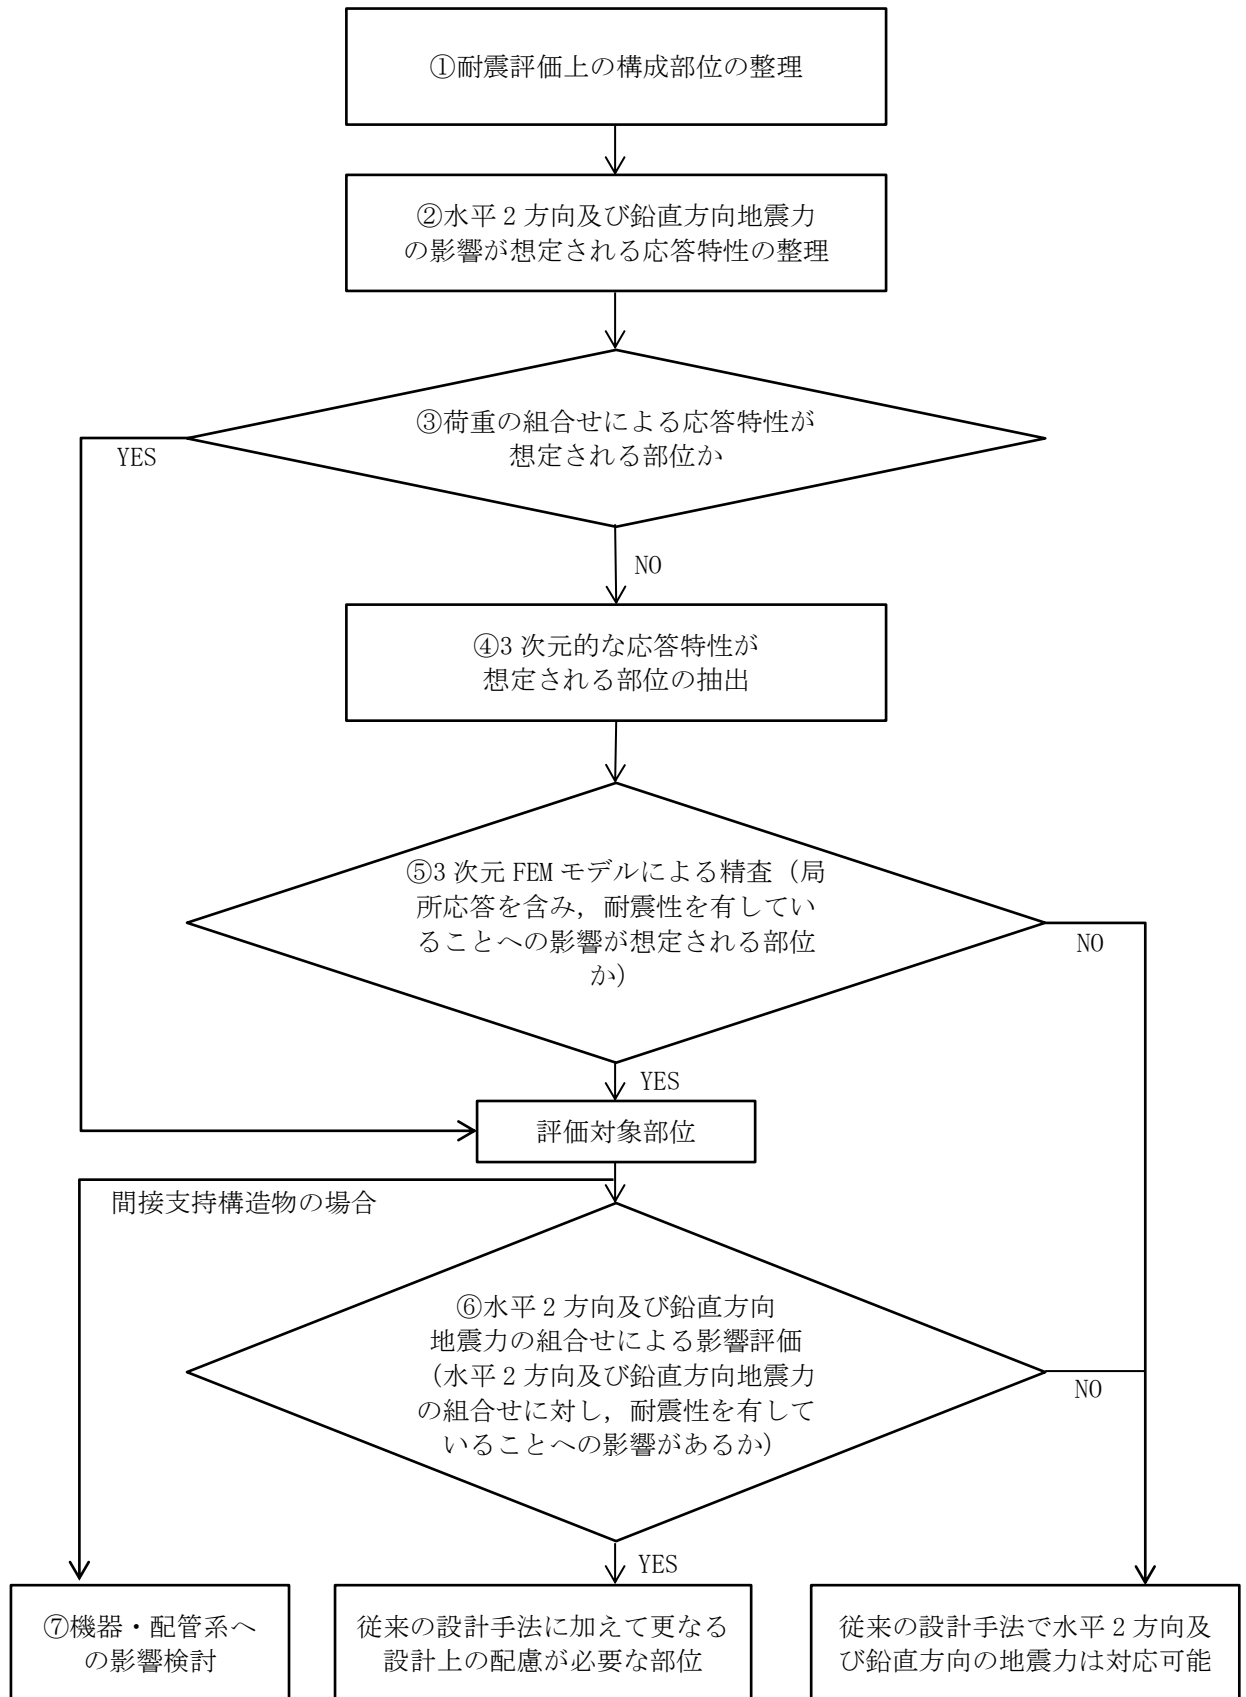 ①耐震評価上の構成部位の整理
②水平2方向及び鉛直方向地震力
の影響が想定される応答特性の整理
③荷重の組合せによる応答特性が
想定される部位か
YES
NO
④3次元的な応答特性が
想定される部位の抽出
⑤3次元FEMモデルによる精査（局
所応答を含み，耐震性を有してい
ることへの影響が想定される部位
か）
NO
YES
評価対象部位
間接支持構造物の場合
⑥水平2方向及び鉛直方向
地震力の組合せによる影響評価
（水平2方向及び鉛直方向地震力
の組合せに対し，耐震性を有して
いることへの影響があるか）
NO
YES
⑦機器・配管系へ
の影響検討
従来の設計手法に加えて更なる
設計上の配慮が必要な部位
従来の設計手法で水平2方向及
び鉛直方向の地震力は対応可能